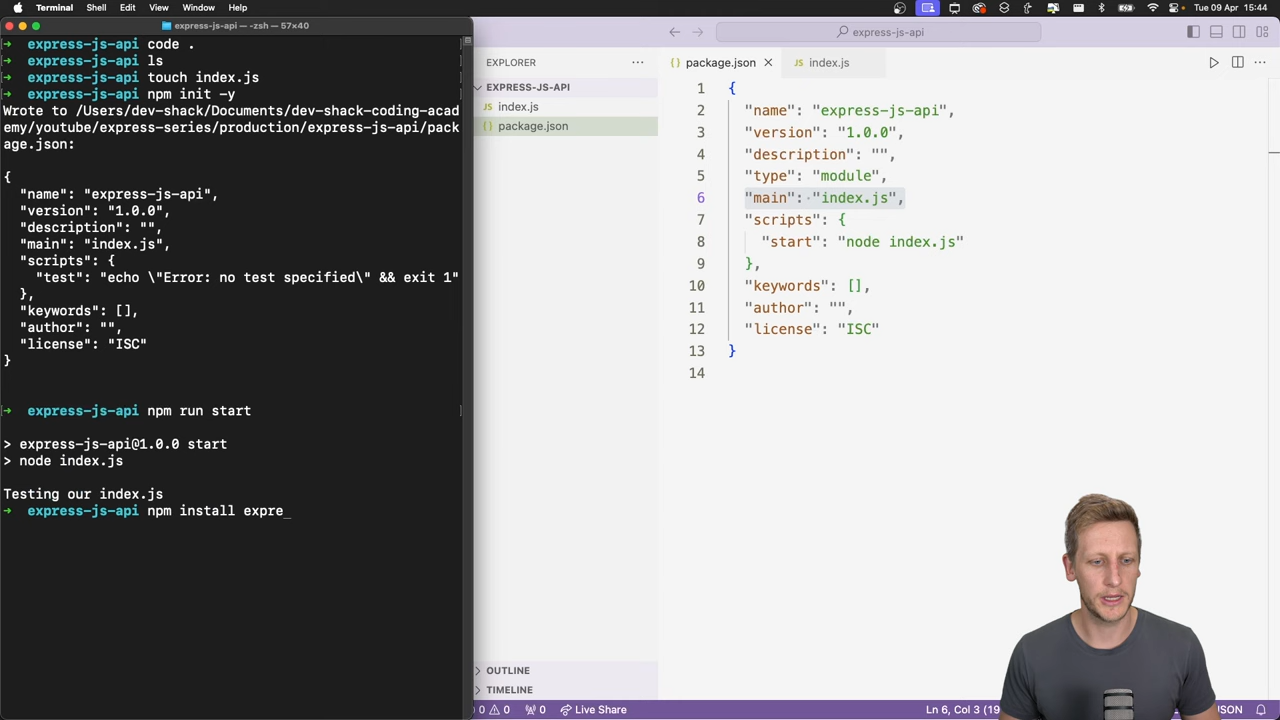 Terminal Shell Edit View Window Help
Tue 09 Apr 15:44
express-js-api — -zsh — 57×40
express-js-api
→ express-js-api code .
→ express-js-api ls
→ express-js-api touch index.js
→ express-js-api npm init -y
Wrote to /Users/dev-shack/Documents/dev-shack-coding-acad
emy/youtube/express-series/production/express-js-api/pack
age.json:
{
"name": "express-js-api",
"version": "1.0.0",
"description": "",
"main": "index.js",
"scripts": {
"test": "echo \"Error: no test specified\" && exit 1"
},
"keywords": [],
"author": "",
"license": "ISC"
}
→ express-js-api npm run start
> express-js-api@1.0.0 start
> node index.js
Testing our index.js
→ express-js-api npm install expre_
EXPLORER
EXPRESS-JS-API
JS index.js
{} package.json
OUTLINE
TIMELINE
{} package.json
JS index.js
1 {
2 "name": "express-js-api",
3 "version": "1.0.0",
4 "description": "",
5 "type": "module",
6 "main": "index.js",
7 "scripts": {
8 "start": "node index.js"
9 },
10 "keywords": [],
11 "author": "",
12 "license": "ISC"
13 }
14
0 0 0 Live Share
Ln 6, Col 3 (19
JSON